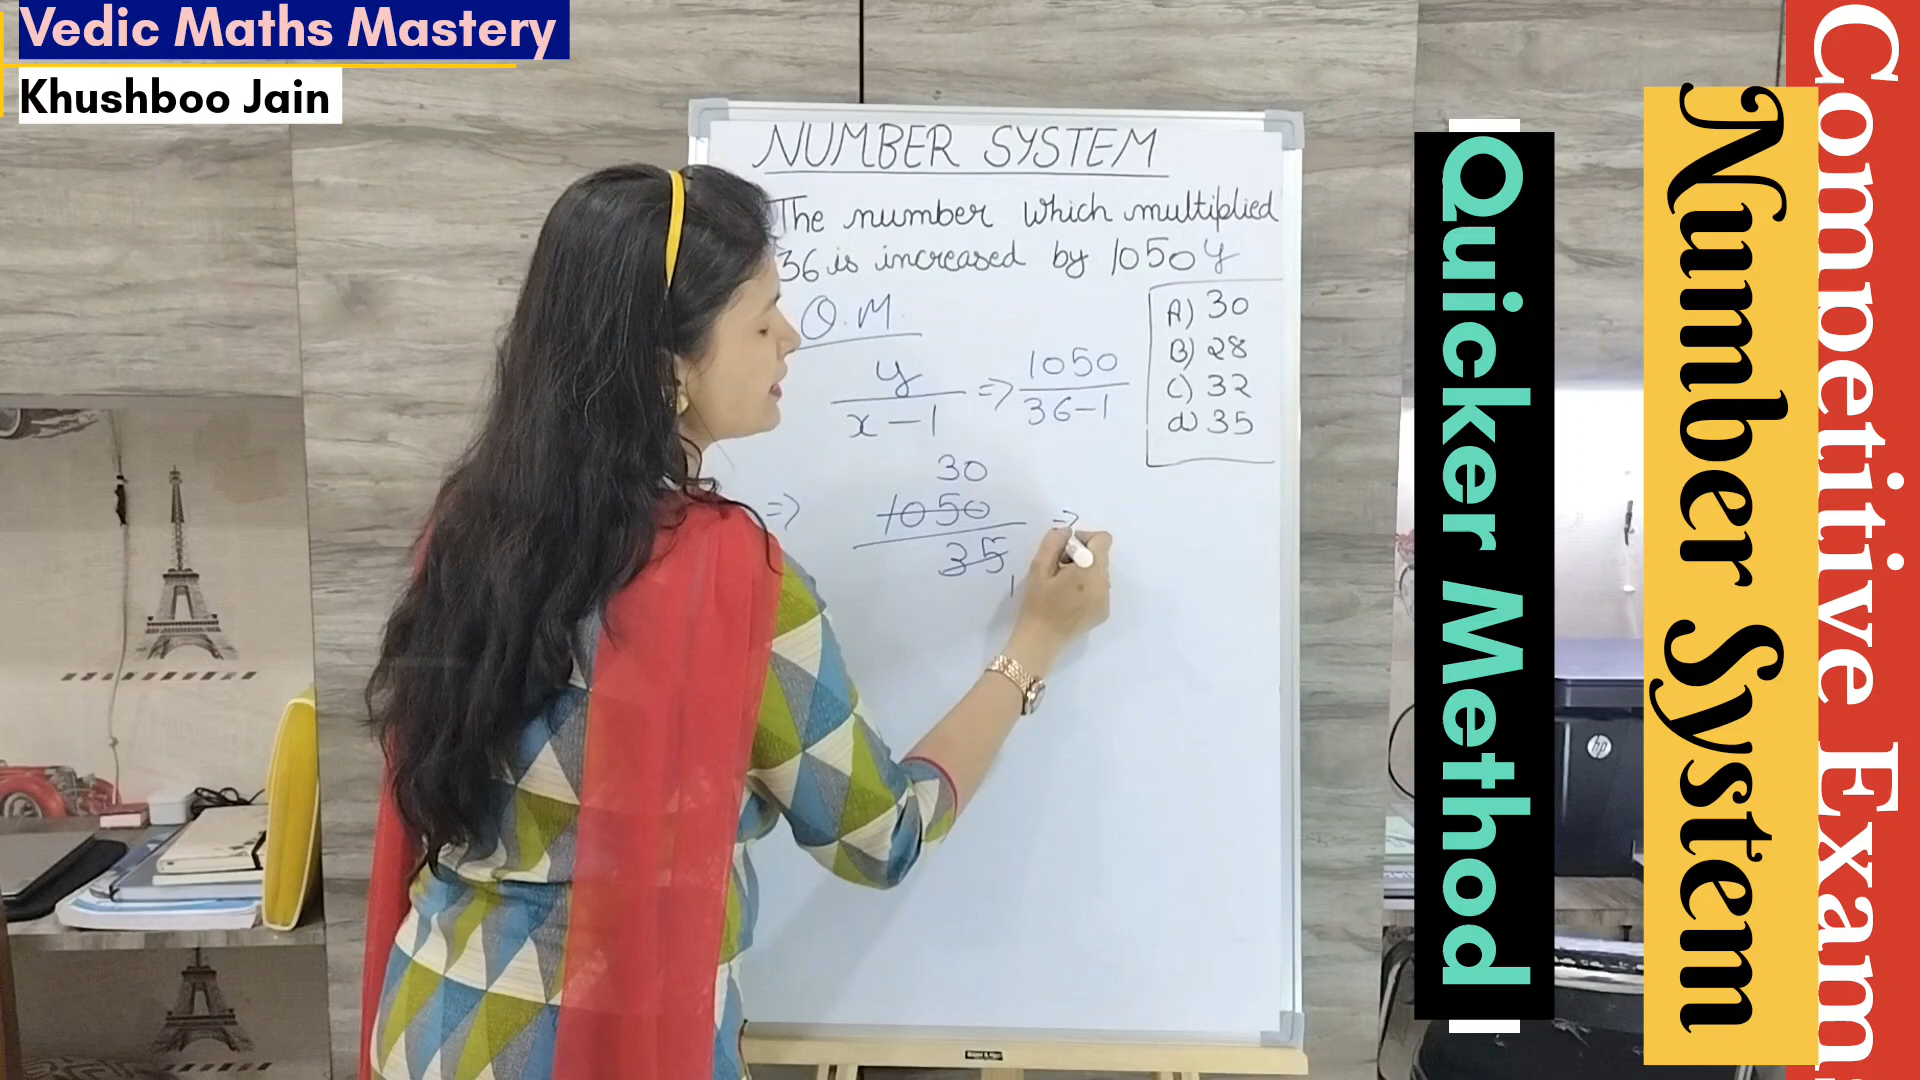 Vedic Maths Mastery
Khushboo Jain
NUMBER SYSTEM
The number which multiplied
36 is increased by 1050 y
Q.M.
y / x - 1 => 1050 / 36-1
A) 30
B) 28
C) 32
d) 35
30
=> 1050 / 35 =>
1
Quicker Method
Number System
Competitive Exam
hp